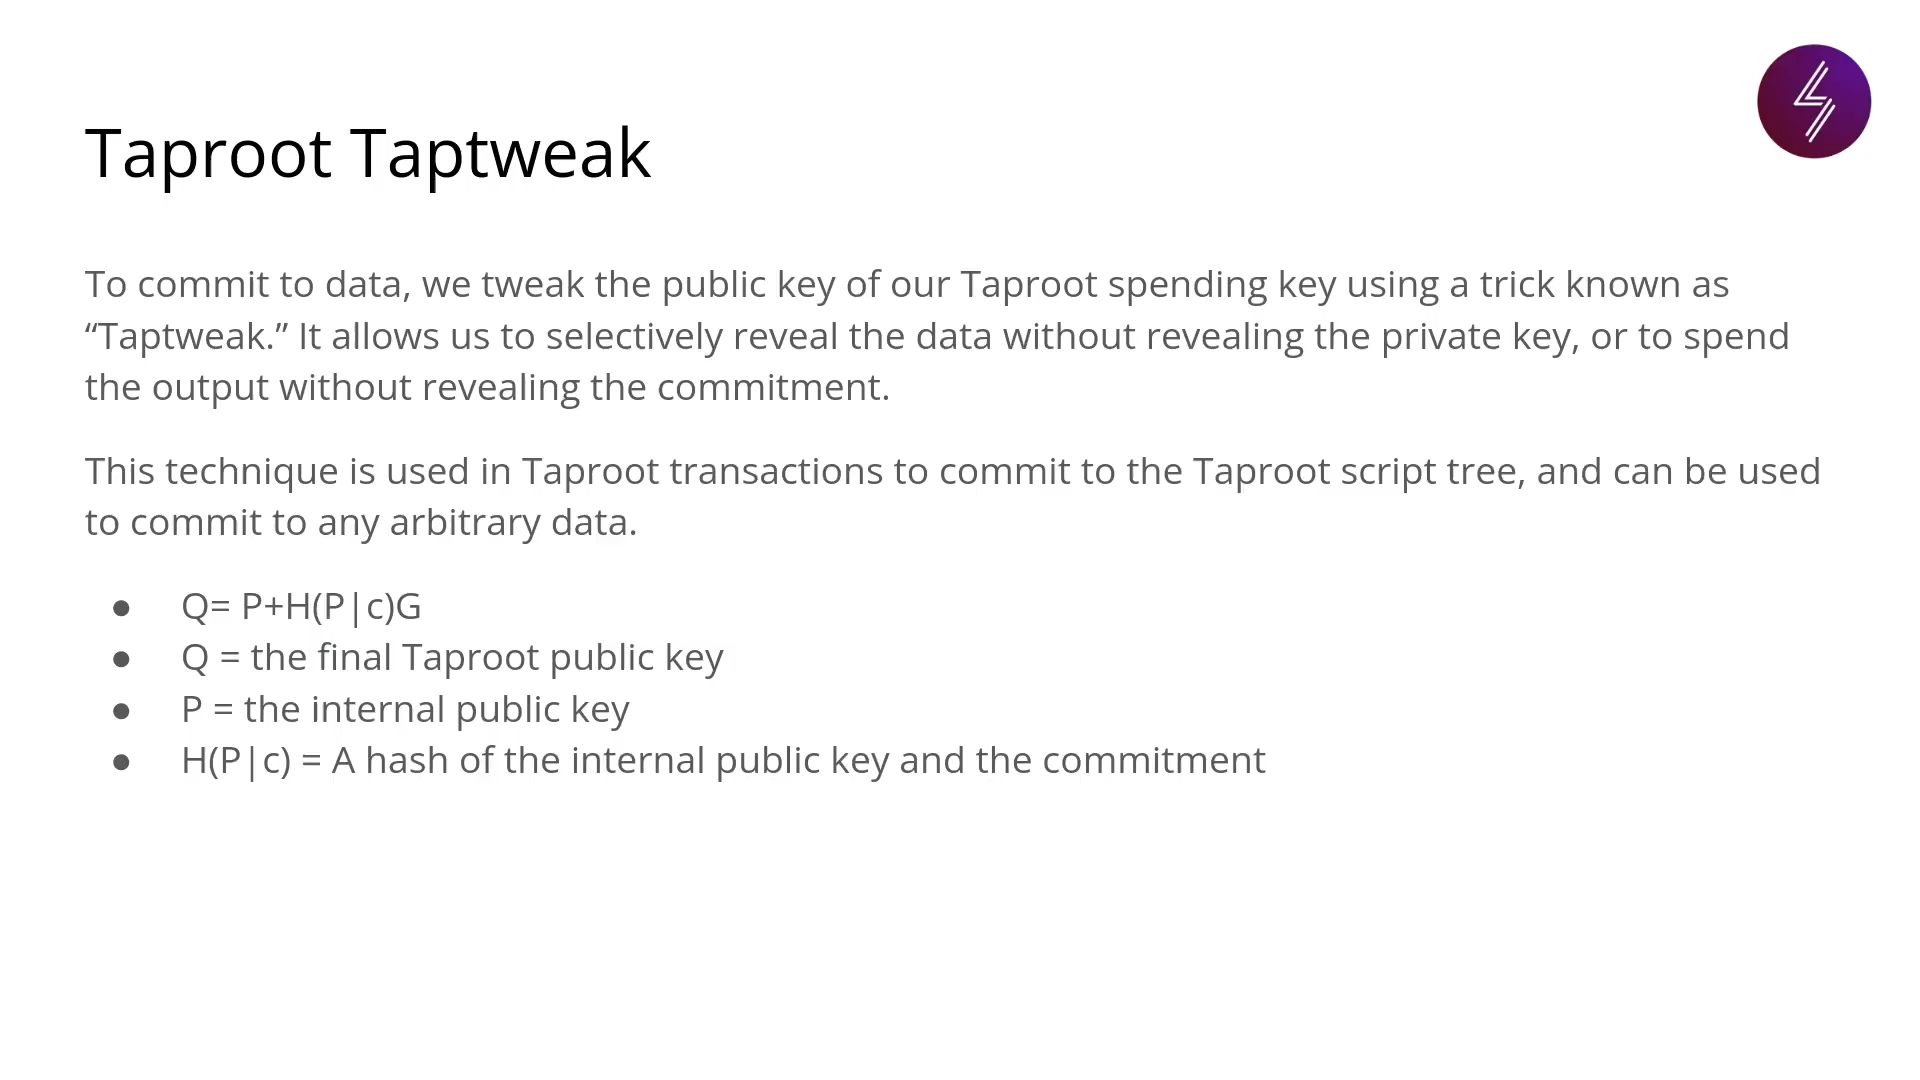 Taproot Taptweak
To commit to data, we tweak the public key of our Taproot spending key using a trick known as
“Taptweak.” It allows us to selectively reveal the data without revealing the private key, or to spend
the output without revealing the commitment.
This technique is used in Taproot transactions to commit to the Taproot script tree, and can be used
to commit to any arbitrary data.
● Q= P+H(P|c)G
● Q = the final Taproot public key
● P = the internal public key
● H(P|c) = A hash of the internal public key and the commitment